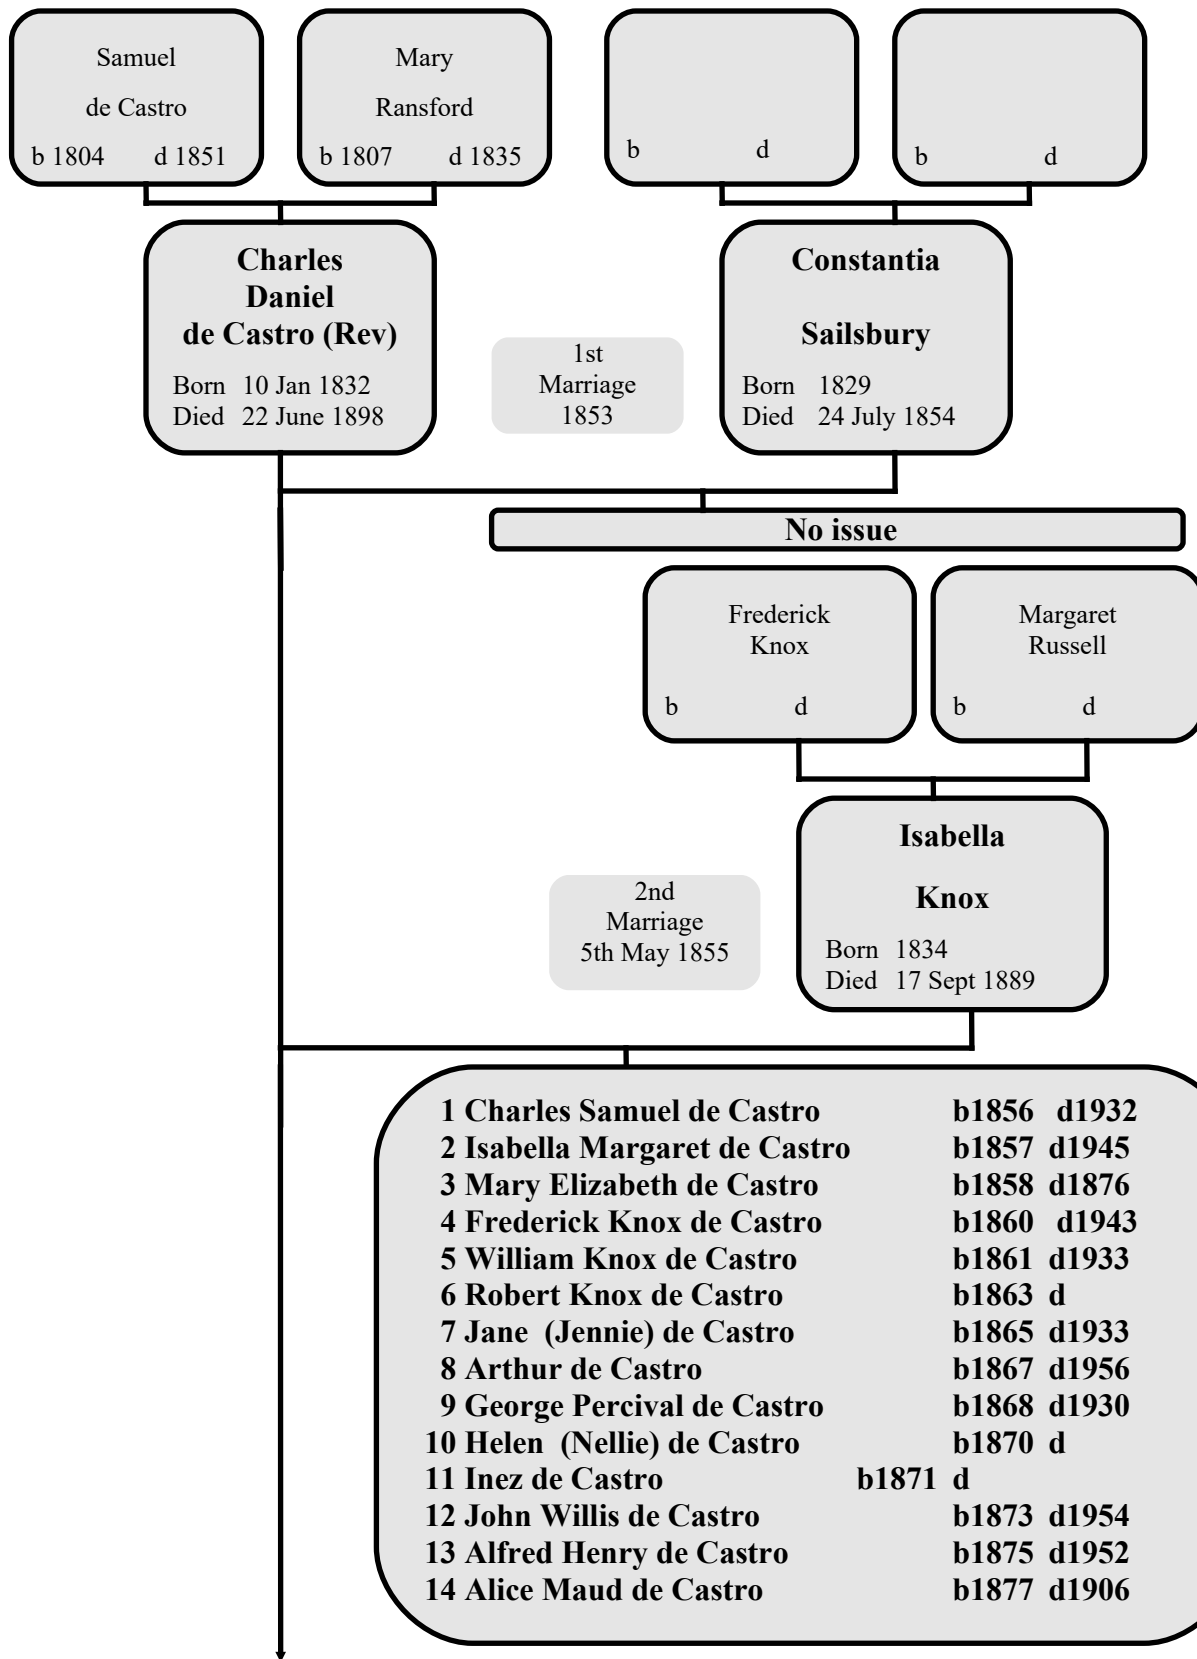 Samuel
de Castro
b 1804 d 1851
Mary
Ransford
b 1807 d 1835
b d
b d
Charles
Daniel
de Castro (Rev)
Born 10 Jan 1832
Died 22 June 1898
1st
Marriage
1853
Constantia
Sailsbury
Born 1829
Died 24 July 1854
No issue
Frederick
Knox
b d
Margaret
Russell
b d
2nd
Marriage
5th May 1855
Isabella
Knox
Born 1834
Died 17 Sept 1889
1 Charles Samuel de Castro b1856 d1932
2 Isabella Margaret de Castro b1857 d1945
3 Mary Elizabeth de Castro b1858 d1876
4 Frederick Knox de Castro b1860 d1943
5 William Knox de Castro b1861 d1933
6 Robert Knox de Castro b1863 d
7 Jane (Jennie) de Castro b1865 d1933
8 Arthur de Castro b1867 d1956
9 George Percival de Castro b1868 d1930
10 Helen (Nellie) de Castro b1870 d
11 Inez de Castro b1871 d
12 John Willis de Castro b1873 d1954
13 Alfred Henry de Castro b1875 d1952
14 Alice Maud de Castro b1877 d1906